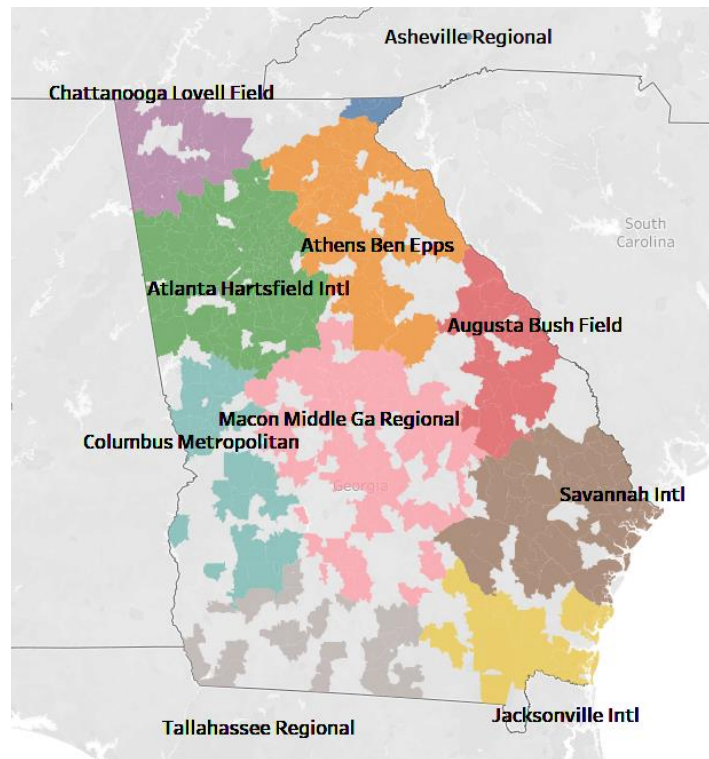 Asheville Regional
Chattanooga Lovell Field
South
Carolina
Athens Ben Epps
Atlanta Hartsfield Intl
Augusta Bush Field
Macon Middle Ga Regional
Columbus Metropolitan
Georgia
Savannah Intl
Jacksonville Intl
Tallahassee Regional